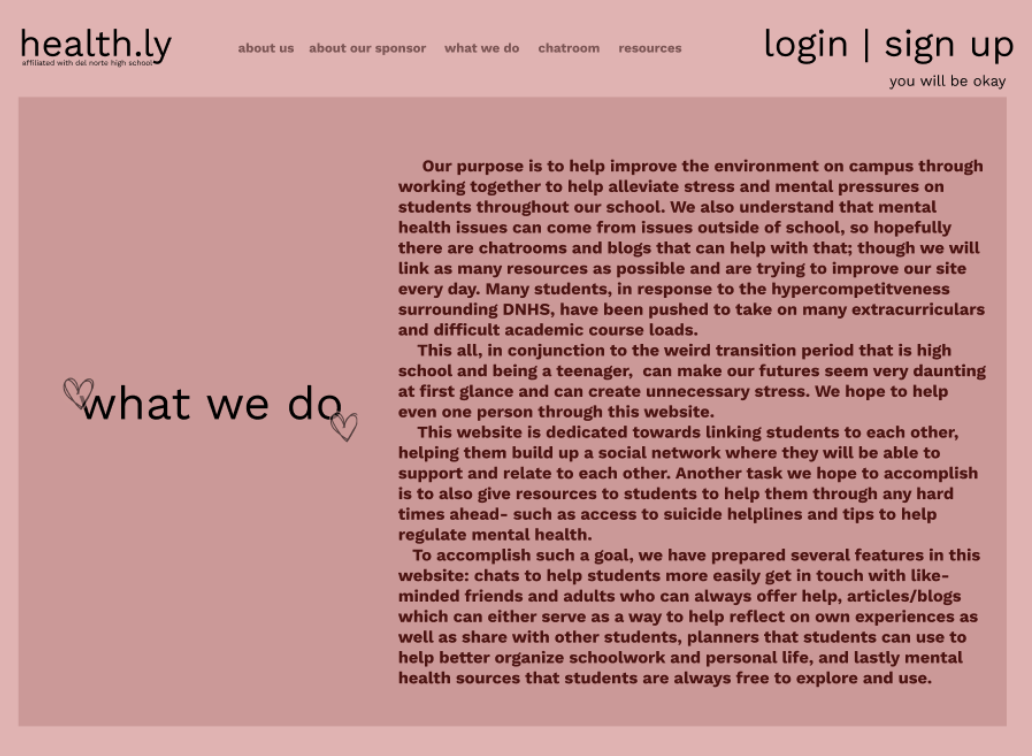 health.ly
affiliated with del norte high school
about us about our sponsor what we do chatroom resources
login | sign up
you will be okay
what we do
Our purpose is to help improve the environment on campus through
working together to help alleviate stress and mental pressures on
students throughout our school. We also understand that mental
health issues can come from issues outside of school, so hopefully
there are chatrooms and blogs that can help with that; though we will
link as many resources as possible and are trying to improve our site
every day. Many students, in response to the hypercompetitveness
surrounding DNHS, have been pushed to take on many extracurriculars
and difficult academic course loads.
This all, in conjunction to the weird transition period that is high
school and being a teenager, can make our futures seem very daunting
at first glance and can create unnecessary stress. We hope to help
even one person through this website.
This website is dedicated towards linking students to each other,
helping them build up a social network where they will be able to
support and relate to each other. Another task we hope to accomplish
is to also give resources to students to help them through any hard
times ahead- such as access to suicide helplines and tips to help
regulate mental health.
To accomplish such a goal, we have prepared several features in this
website: chats to help students more easily get in touch with like-
minded friends and adults who can always offer help, articles/blogs
which can either serve as a way to help reflect on own experiences as
well as share with other students, planners that students can use to
help better organize schoolwork and personal life, and lastly mental
health sources that students are always free to explore and use.